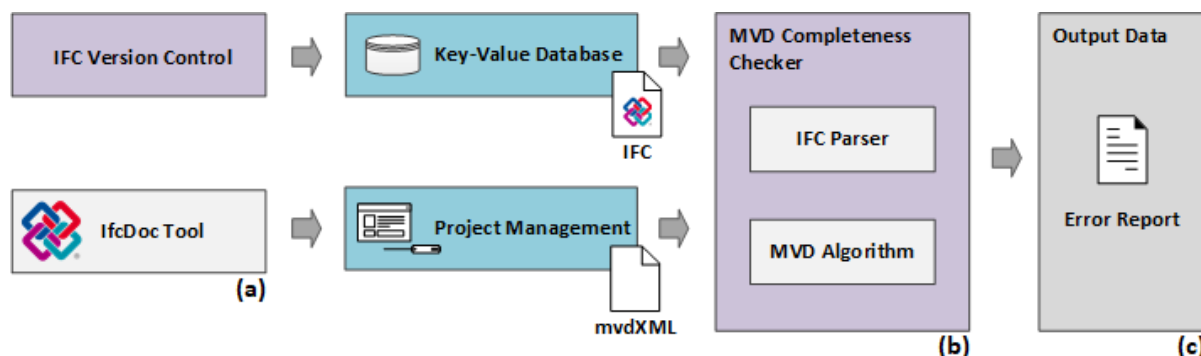 IFC Version Control
Key-Value Database
IFC
IfcDoc Tool
(a)
Project Management
mvdXML
MVD Completeness
Checker
IFC Parser
MVD Algorithm
(b)
Output Data
Error Report
(c)